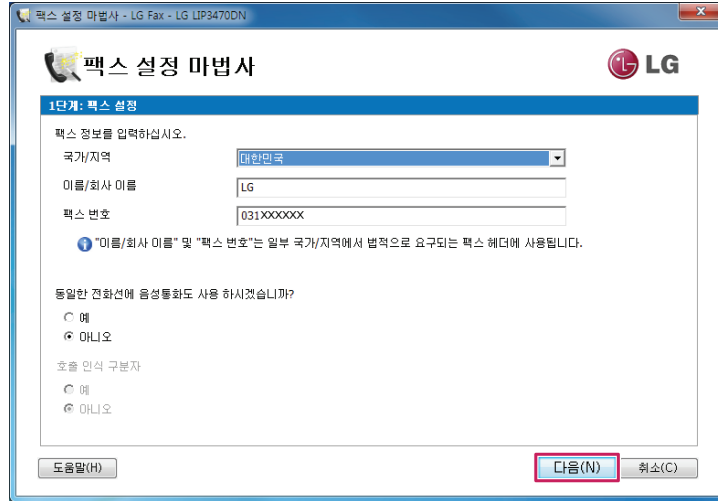 팩스 설정 마법사 - LG Fax - LG LIP3470DN
팩스 설정 마법사
LG
1단계: 팩스 설정
팩스 정보를 입력하십시오.
국가/지역 대한민국
이름/회사 이름 LG
팩스 번호 031XXXXXX
"이름/회사 이름" 및 "팩스 번호"는 일부 국가/지역에서 법적으로 요구되는 팩스 헤더에 사용됩니다.
동일한 전화선에 음성통화도 사용 하시겠습니까?
예
아니오
호출 인식 구분자
예
아니오
도움말(H) 다음(N) 취소(C)